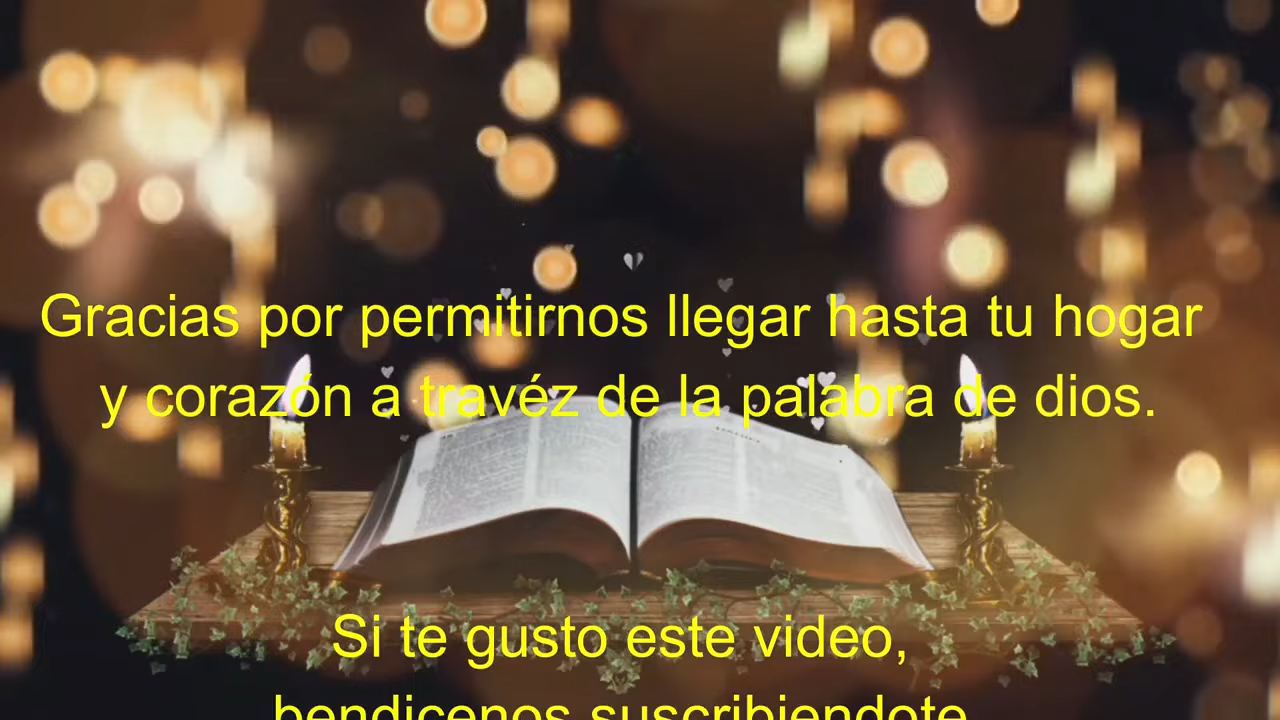 Gracias por permitirnos llegar hasta tu hogar
y corazón a travéz de la palabra de dios.
Si te gusto este video,
bendicenos suscribiendote